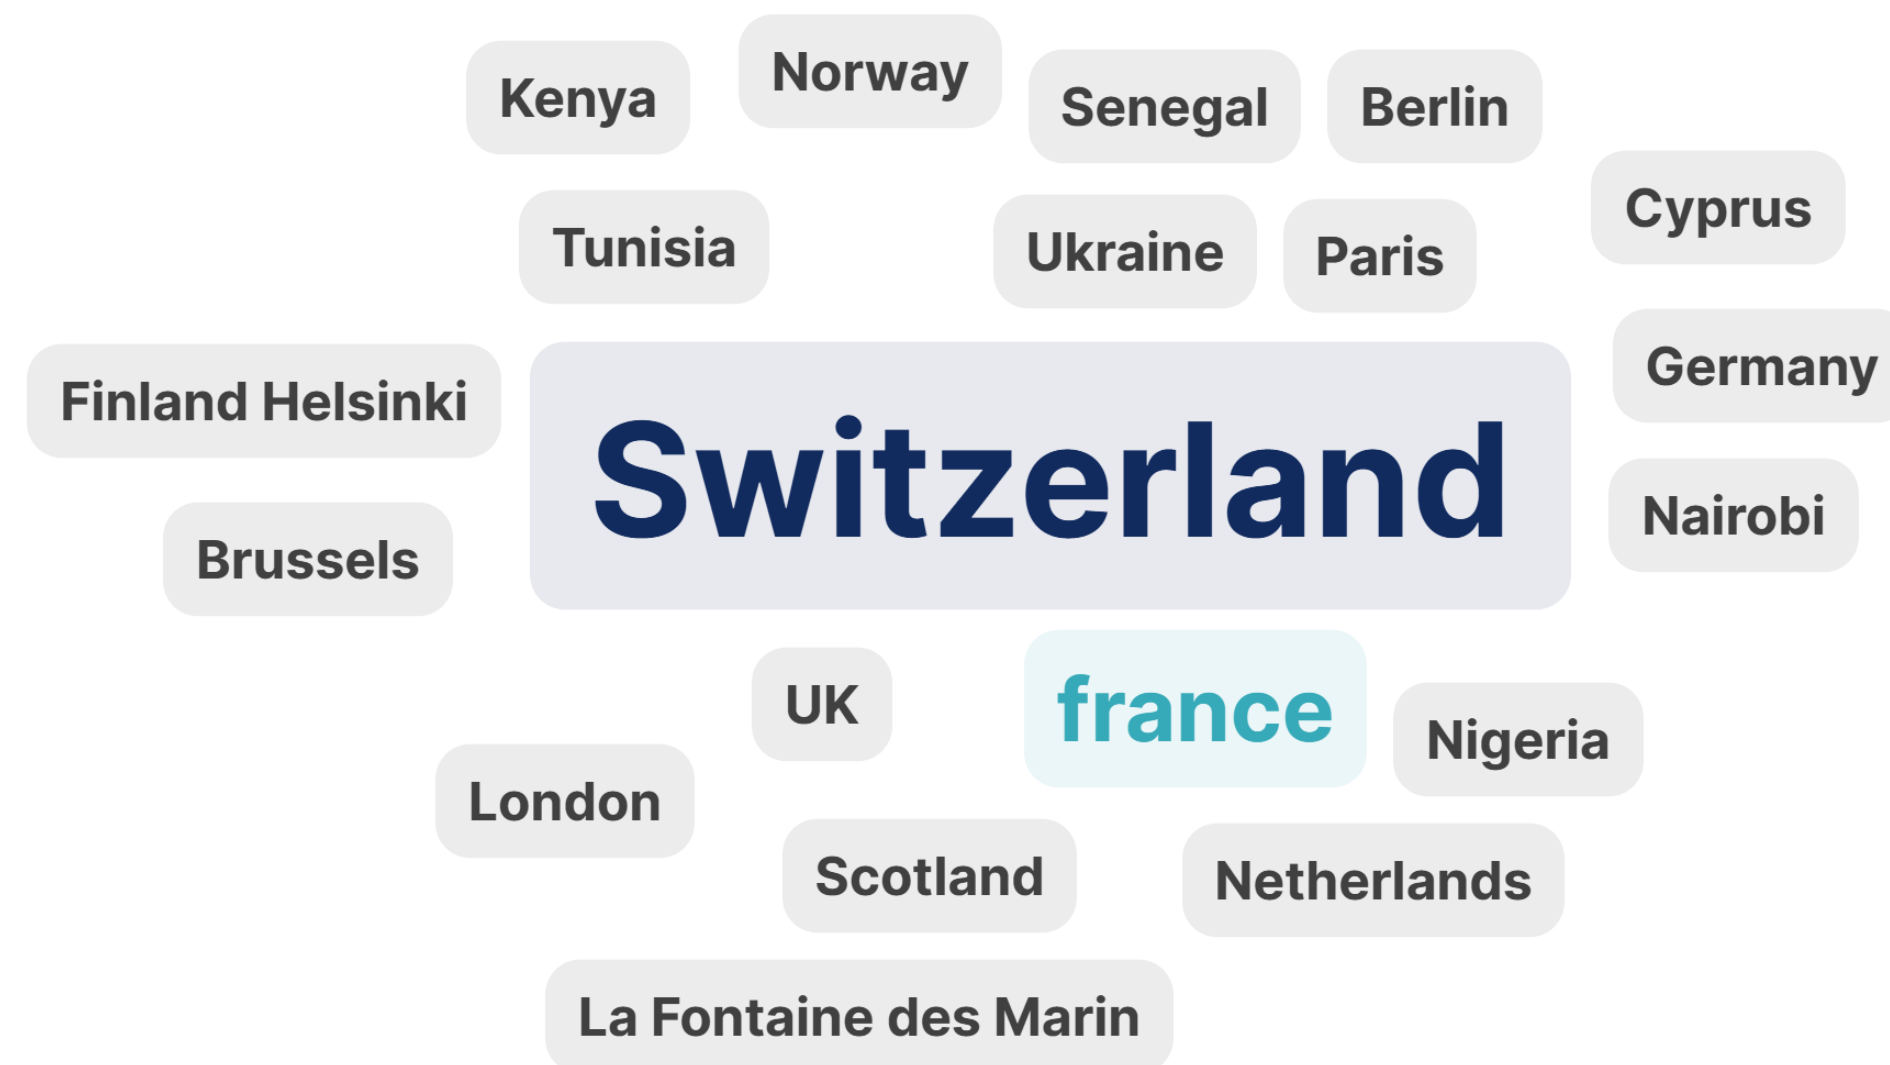 Kenya
Norway
Senegal
Berlin
Cyprus
Tunisia
Ukraine
Paris
Germany
Finland Helsinki
Switzerland
Nairobi
Brussels
UK
france
Nigeria
London
Scotland
Netherlands
La Fontaine des Marin